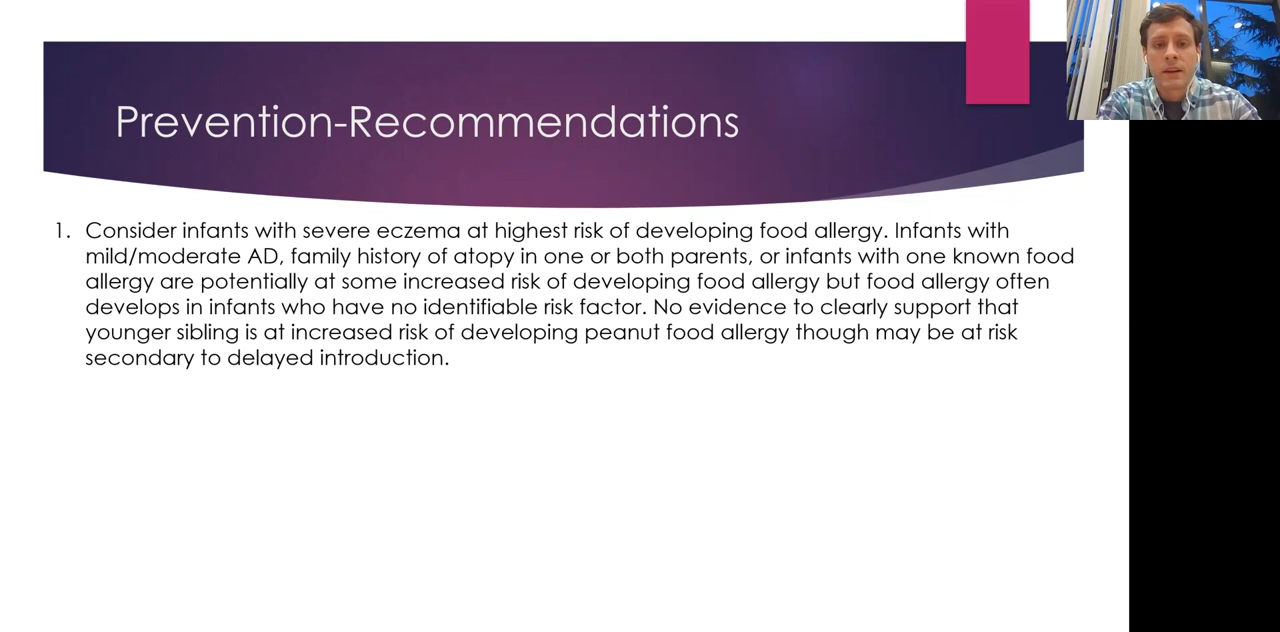 Prevention-Recommendations
1. Consider infants with severe eczema at highest risk of developing food allergy. Infants with
mild/moderate AD, family history of atopy in one or both parents, or infants with one known food
allergy are potentially at some increased risk of developing food allergy but food allergy often
develops in infants who have no identifiable risk factor. No evidence to clearly support that
younger sibling is at increased risk of developing peanut food allergy though may be at risk
secondary to delayed introduction.